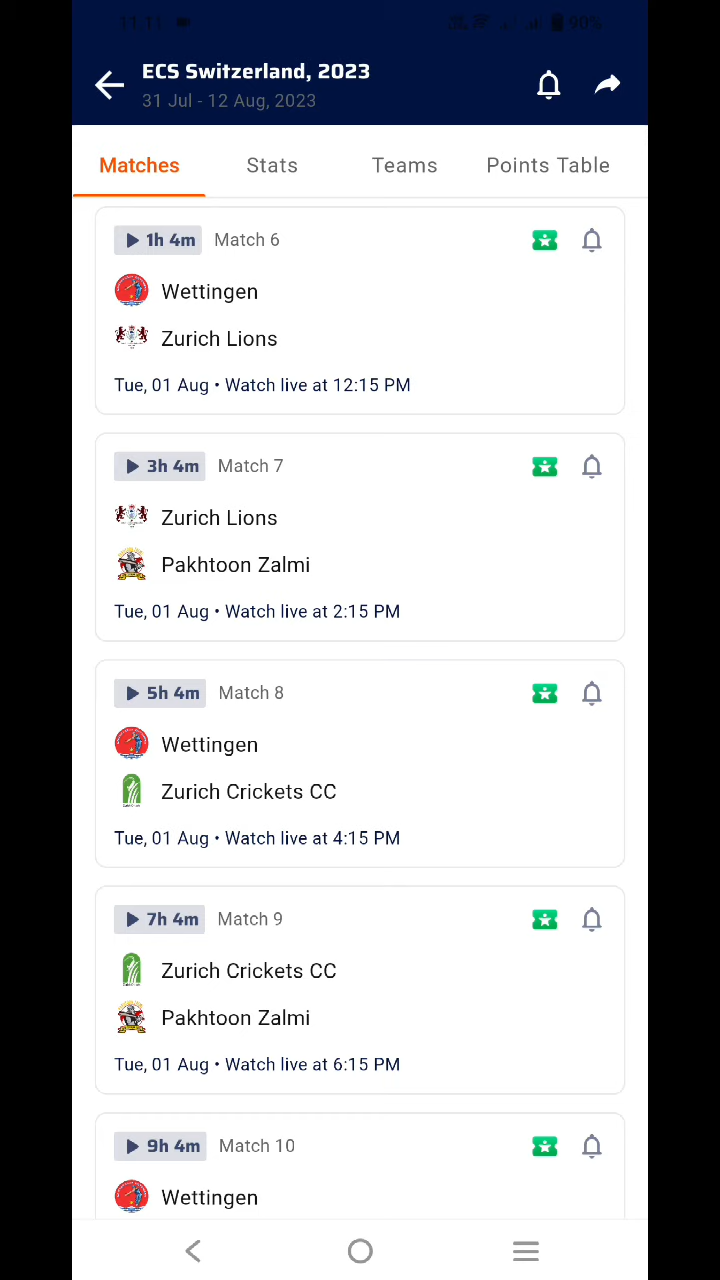 11:11 90%
ECS Switzerland, 2023
31 Jul - 12 Aug, 2023
Matches Stats Teams Points Table
1h 4m Match 6
Wettingen
Zurich Lions
Tue, 01 Aug • Watch live at 12:15 PM
3h 4m Match 7
Zurich Lions
Pakhtoon Zalmi
Tue, 01 Aug • Watch live at 2:15 PM
5h 4m Match 8
Wettingen
Zurich Crickets CC
Tue, 01 Aug • Watch live at 4:15 PM
7h 4m Match 9
Zurich Crickets CC
Pakhtoon Zalmi
Tue, 01 Aug • Watch live at 6:15 PM
9h 4m Match 10
Wettingen